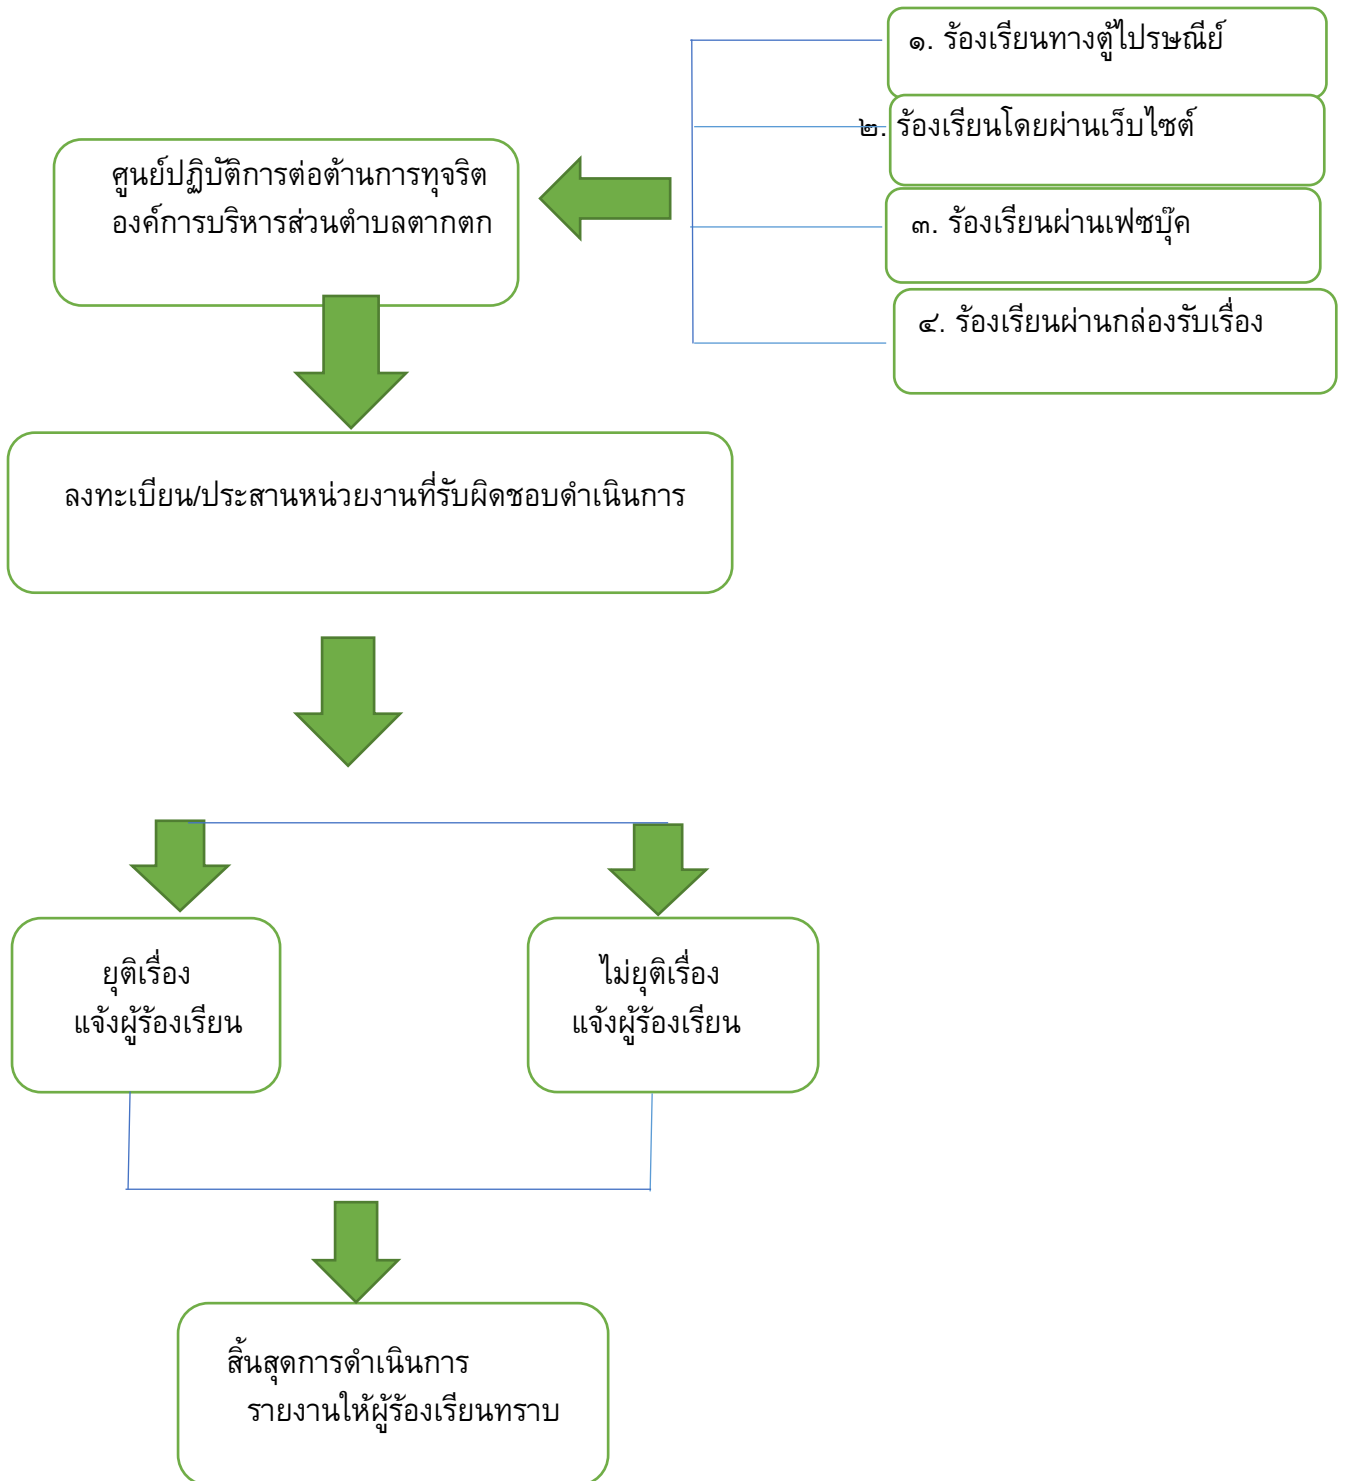 ๑. ร้องเรียนทางตู้ไปรษณีย์
๒. ร้องเรียนโดยผ่านเว็บไซต์
๓. ร้องเรียนผ่านเฟซบุ๊ค
๔. ร้องเรียนผ่านกล่องรับเรื่อง
ศูนย์ปฏิบัติการต่อต้านการทุจริต
องค์การบริหารส่วนตำบลตากตก
ลงทะเบียน/ประสานหน่วยงานที่รับผิดชอบดำเนินการ
ยุติเรื่อง
แจ้งผู้ร้องเรียน
ไม่ยุติเรื่อง
แจ้งผู้ร้องเรียน
สิ้นสุดการดำเนินการ
รายงานให้ผู้ร้องเรียนทราบ